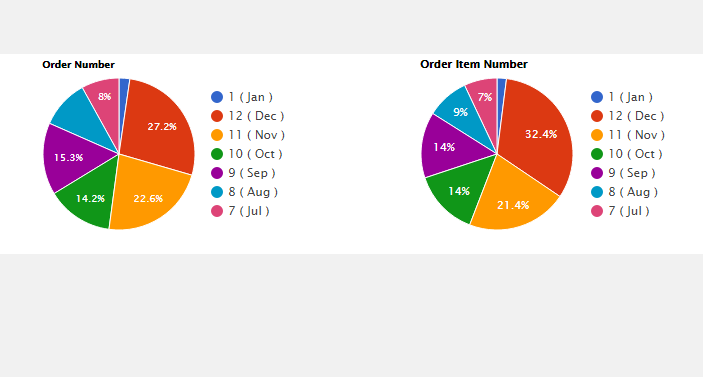 Order Number
8%
27.2%
15.3%
14.2%
22.6%
1 ( Jan )
12 ( Dec )
11 ( Nov )
10 ( Oct )
9 ( Sep )
8 ( Aug )
7 ( Jul )
Order Item Number
7%
9%
32.4%
14%
14%
21.4%
1 ( Jan )
12 ( Dec )
11 ( Nov )
10 ( Oct )
9 ( Sep )
8 ( Aug )
7 ( Jul )